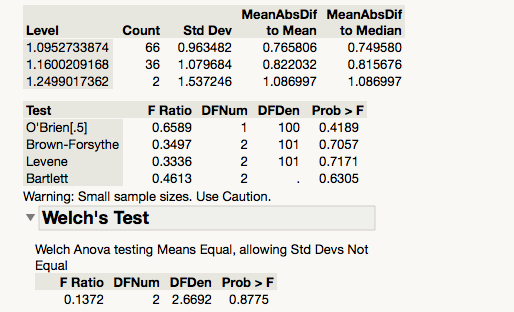 MeanAbsDif MeanAbsDif
Level Count Std Dev to Mean to Median
1.0952733874 66 0.963482 0.765806 0.749580
1.1600209168 36 1.079684 0.822032 0.815676
1.2499017362 2 1.537246 1.086997 1.086997
Test F Ratio DFNum DFDen Prob > F
O'Brien[.5] 0.6589 1 100 0.4189
Brown-Forsythe 0.3497 2 101 0.7057
Levene 0.3336 2 101 0.7171
Bartlett 0.4613 2 . 0.6305
Warning: Small sample sizes. Use Caution.
Welch's Test
Welch Anova testing Means Equal, allowing Std Devs Not
Equal
F Ratio DFNum DFDen Prob > F
0.1372 2 2.6692 0.8775